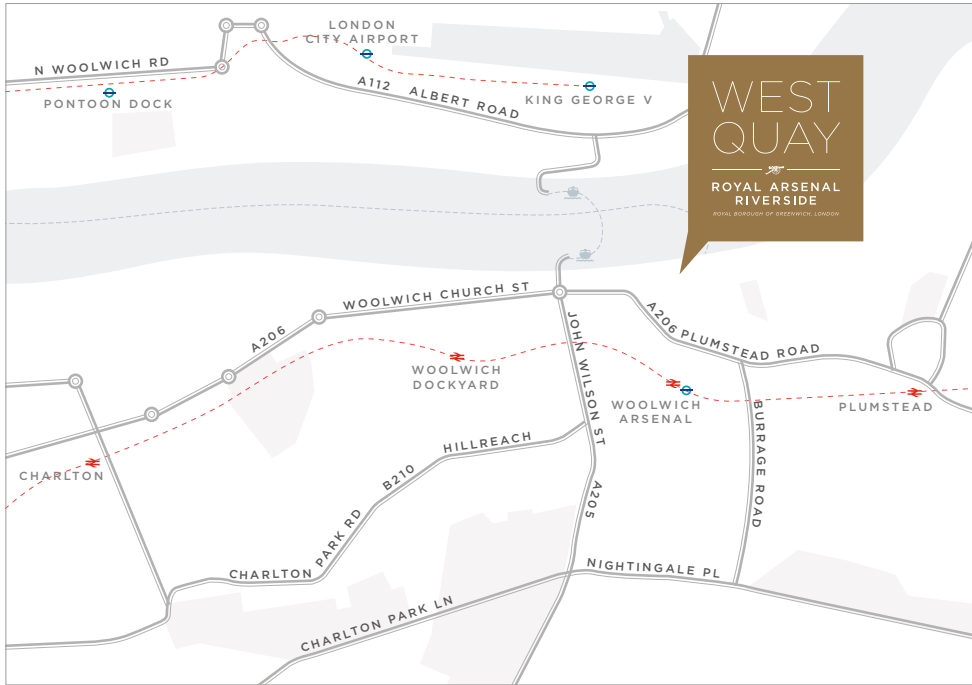 LONDON
CITY AIRPORT
N WOOLWICH RD
PONTOON DOCK
A112 ALBERT ROAD
KING GEORGE V
WEST
QUAY
ROYAL ARSENAL
RIVERSIDE
ROYAL BOROUGH OF GREENWICH, LONDON
WOOLWICH CHURCH ST
A206
A206 PLUMSTEAD ROAD
JOHN WILSON ST
WOOLWICH
DOCKYARD
WOOLWICH
ARSENAL
PLUMSTEAD
BURRAGE ROAD
CHARLTON
HILLREACH
B210
A205
CHARLTON PARK RD
NIGHTINGALE PL
CHARLTON PARK LN